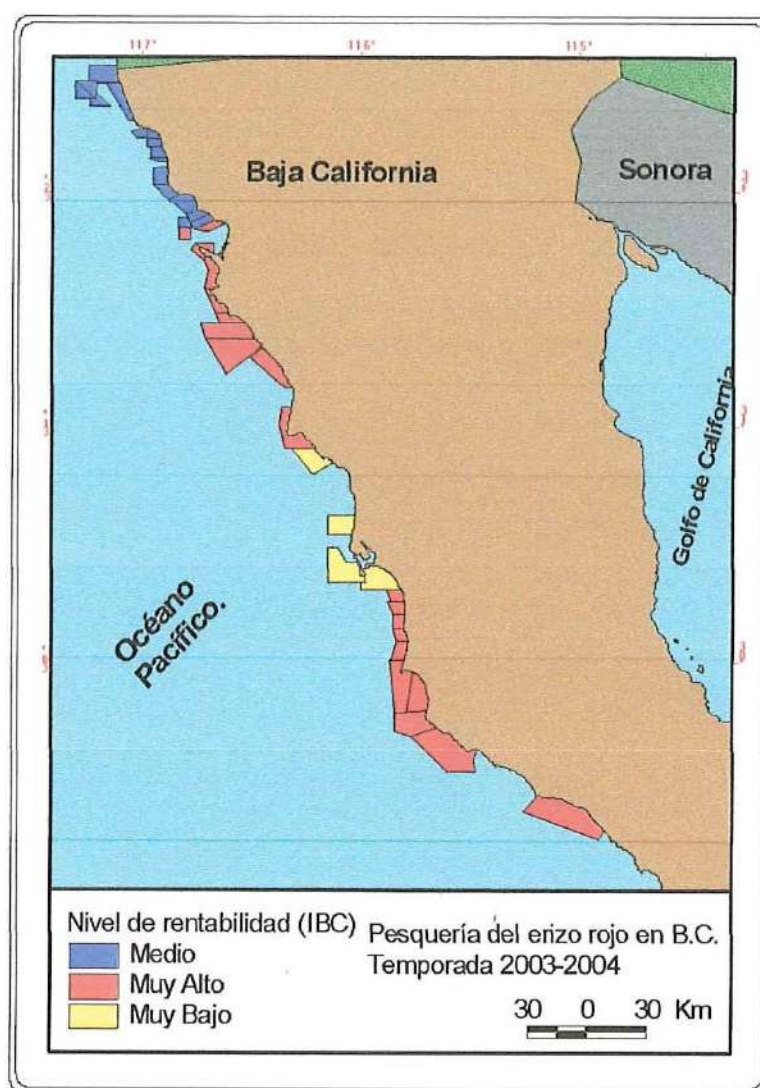 117° 116° 115°
Baja California
Sonora
Golfo de California
Océano
Pacífico.
Nivel de rentabilidad (IBC)
Medio
Muy Alto
Muy Bajo
Pesquería del erizo rojo en B.C.
Temporada 2003-2004
30 0 30 Km